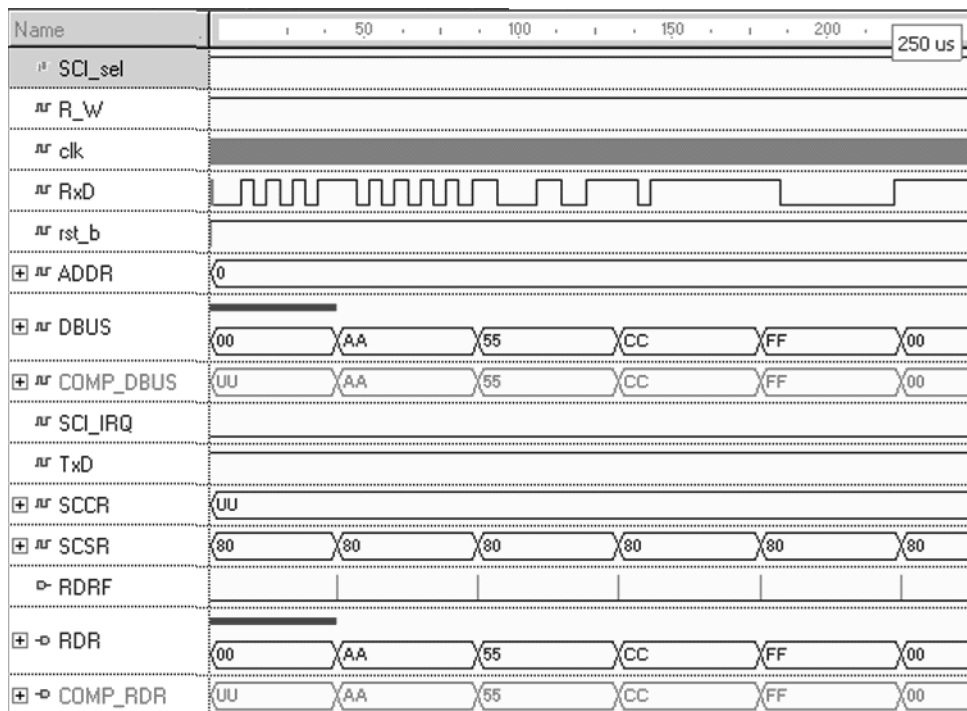 Name 50 100 150 200 250 us
SCI_sel
R_W
clk
RxD
rst_b
ADDR 0
DBUS 00 AA 55 CC FF 00
COMP_DBUS UU AA 55 CC FF 00
SCI_IRQ
TxD
SCCR UU
SCSR 80 80 80 80 80 80
RDRF
RDR 00 AA 55 CC FF 00
COMP_RDR UU AA 55 CC FF 00